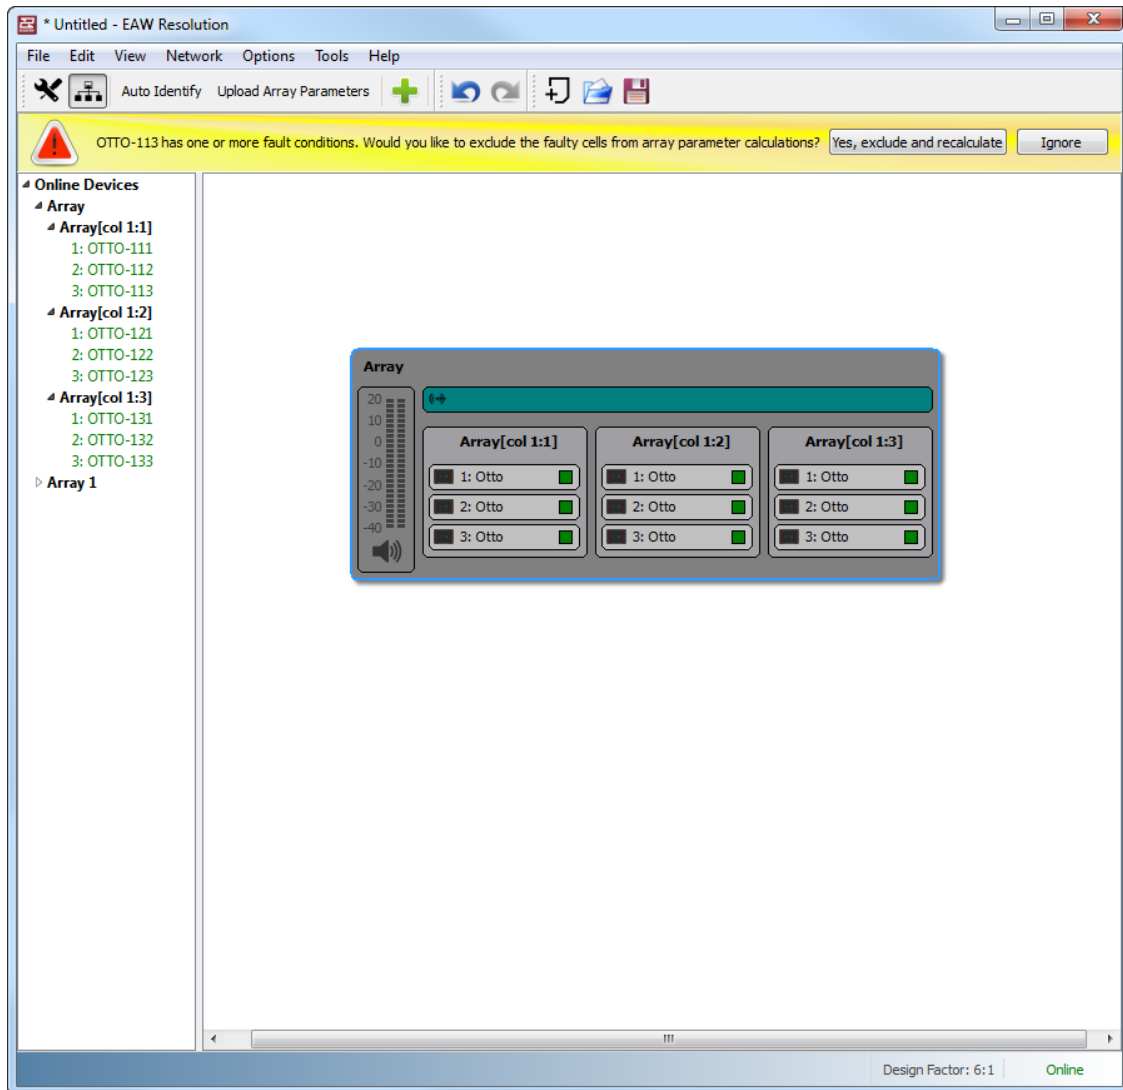 * Untitled - EAW Resolution
File Edit View Network Options Tools Help
Auto Identify Upload Array Parameters
OTTO-113 has one or more fault conditions. Would you like to exclude the faulty cells from array parameter calculations? Yes, exclude and recalculate Ignore
Online Devices
Array
Array[col 1:1]
1: OTTO-111
2: OTTO-112
3: OTTO-113
Array[col 1:2]
1: OTTO-121
2: OTTO-122
3: OTTO-123
Array[col 1:3]
1: OTTO-131
2: OTTO-132
3: OTTO-133
Array 1
Array
20
10
0
-10
-20
-30
-40
Array[col 1:1] Array[col 1:2] Array[col 1:3]
1: Otto 1: Otto 1: Otto
2: Otto 2: Otto 2: Otto
3: Otto 3: Otto 3: Otto
Design Factor: 6:1 Online